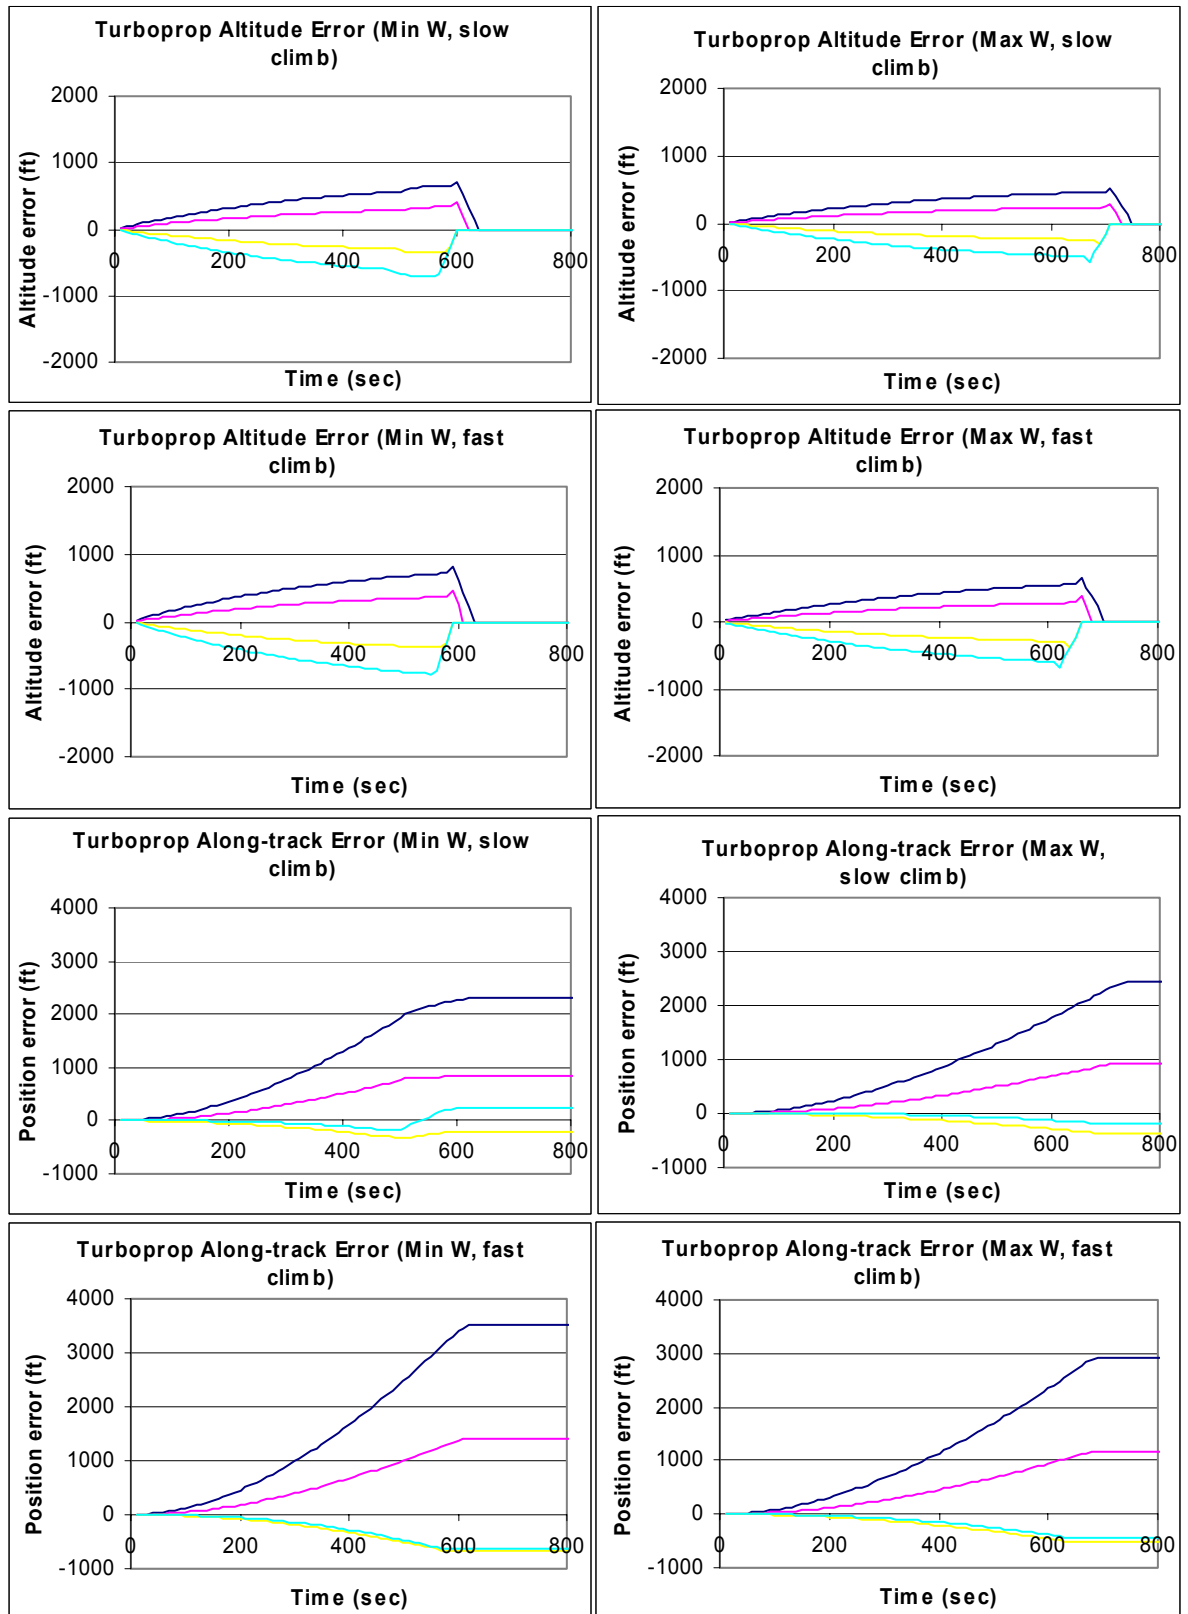 Turboprop Altitude Error (Min W, slow
climb)
2000
1000
0
-1000
-2000
0 200 400 600 800
Altitude error (ft)
Time (sec)
Turboprop Altitude Error (Max W, slow
climb)
2000
1000
0
-1000
-2000
0 200 400 600 800
Altitude error (ft)
Time (sec)
Turboprop Altitude Error (Min W, fast
climb)
2000
1000
0
-1000
-2000
0 200 400 600 800
Altitude error (ft)
Time (sec)
Turboprop Altitude Error (Max W, fast
climb)
2000
1000
0
-1000
-2000
0 200 400 600 800
Altitude error (ft)
Time (sec)
Turboprop Along-track Error (Min W, slow
climb)
4000
3000
2000
1000
0
-1000
0 200 400 600 800
Position error (ft)
Time (sec)
Turboprop Along-track Error (Max W,
slow climb)
4000
3000
2000
1000
0
-1000
0 200 400 600 800
Position error (ft)
Time (sec)
Turboprop Along-track Error (Min W, fast
climb)
4000
3000
2000
1000
0
-1000
0 200 400 600 800
Position error (ft)
Time (sec)
Turboprop Along-track Error (Max W, fast
climb)
4000
3000
2000
1000
0
-1000
0 200 400 600 800
Position error (ft)
Time (sec)